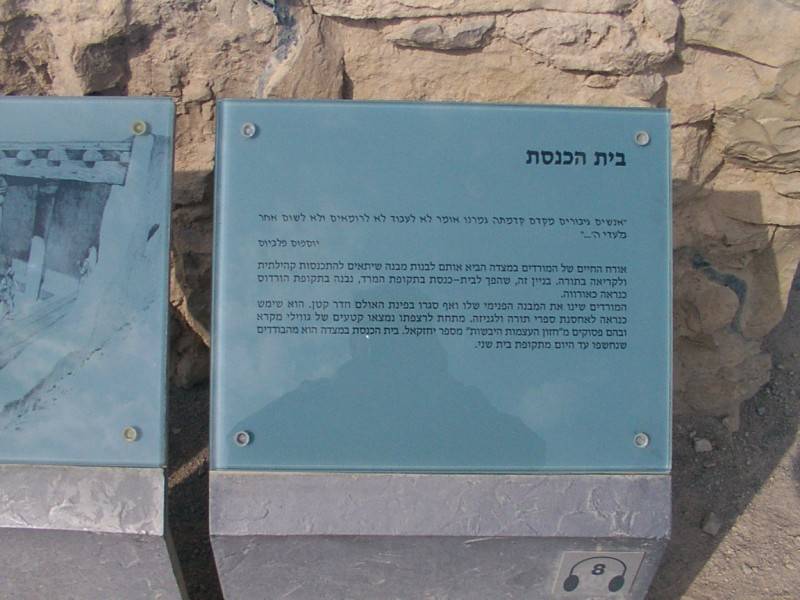 בית הכנסת
"אנשים גיבורים מקדם קדמתה גמרנו אומר לא לעבוד לא לרומאים ולא לשום אחר
בלעדי ה'..."
יוספוס פלביוס
אורח החיים של המורדים במצדה הביא אותם לבנות מבנה שיתאים להתכנסות קהילתית
ולקריאה בתורה. בניין זה, שהפך לבית-כנסת בתקופת המרד, נבנה בתקופת הורדוס
כנראה כאורווה.
המורדים שינו את המבנה הפנימי שלו ואף סגרו בפינת האולם חדר קטן. הוא שימש
כנראה לאחסנת ספרי תורה ולגניזה. מתחת לרצפתו נמצאו קטעים של גווילי מקרא
ובהם פסוקים מ"חזון העצמות היבשות" מספר יחזקאל. בית הכנסת במצדה הוא מהבודדים
שנחשפו עד היום מתקופת בית שני.
8